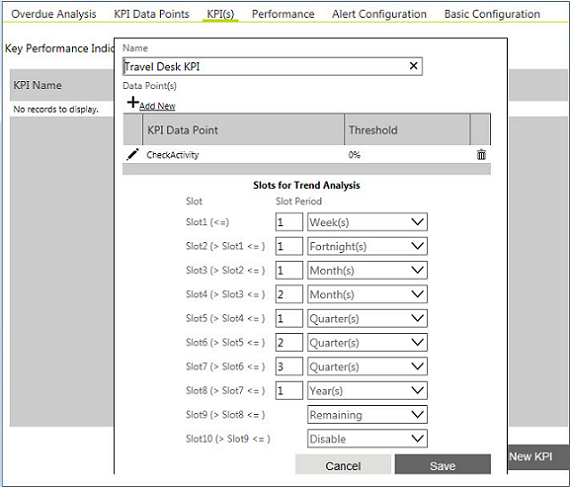 Overdue Analysis KPI Data Points KPI(s) Performance Alert Configuration Basic Configuration
Key Performance Indic
Name
Travel Desk KPI
Data Point(s)
Add New
KPI Name
KPI Data Point Threshold
No records to display.
CheckActivity 0%
Slots for Trend Analysis
Slot Slot Period
Slot1 (<=) 1 Week(s)
Slot2 (> Slot1 <= ) 1 Fortnight(s)
Slot3 (> Slot2 <= ) 1 Month(s)
Slot4 (> Slot3 <= ) 2 Month(s)
Slot5 (> Slot4 <= ) 1 Quarter(s)
Slot6 (> Slot5 <= ) 2 Quarter(s)
Slot7 (> Slot6 <= ) 3 Quarter(s)
Slot8 (> Slot7 <= ) 1 Year(s)
Slot9 (> Slot8 <= ) Remaining
Slot10 (> Slot9 <= ) Disable
Cancel Save
New KPI